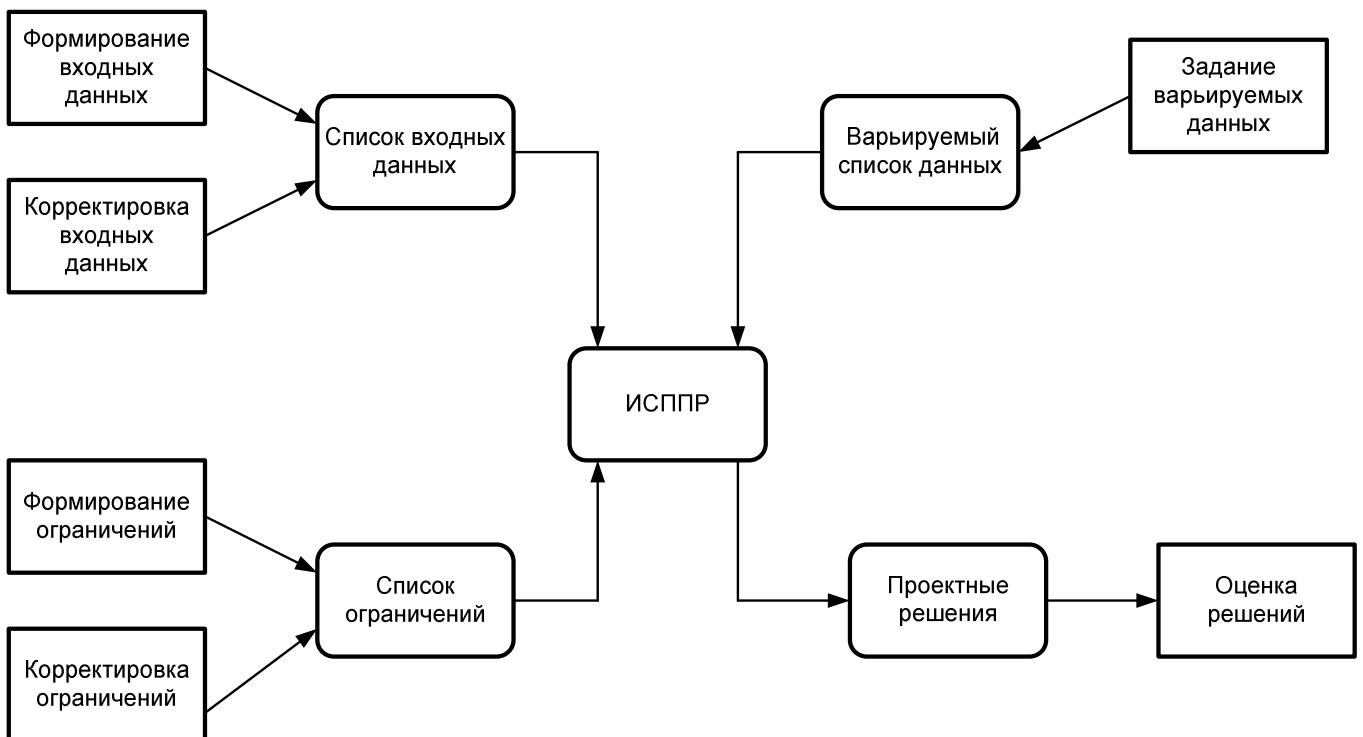 Формирование
входных
данных
Задание
варьируемых
данных
Список входных
данных
Варьируемый
список данных
Корректировка
входных
данных
ИСППР
Формирование
ограничений
Список
ограничений
Проектные
решения
Оценка
решений
Корректировка
ограничений